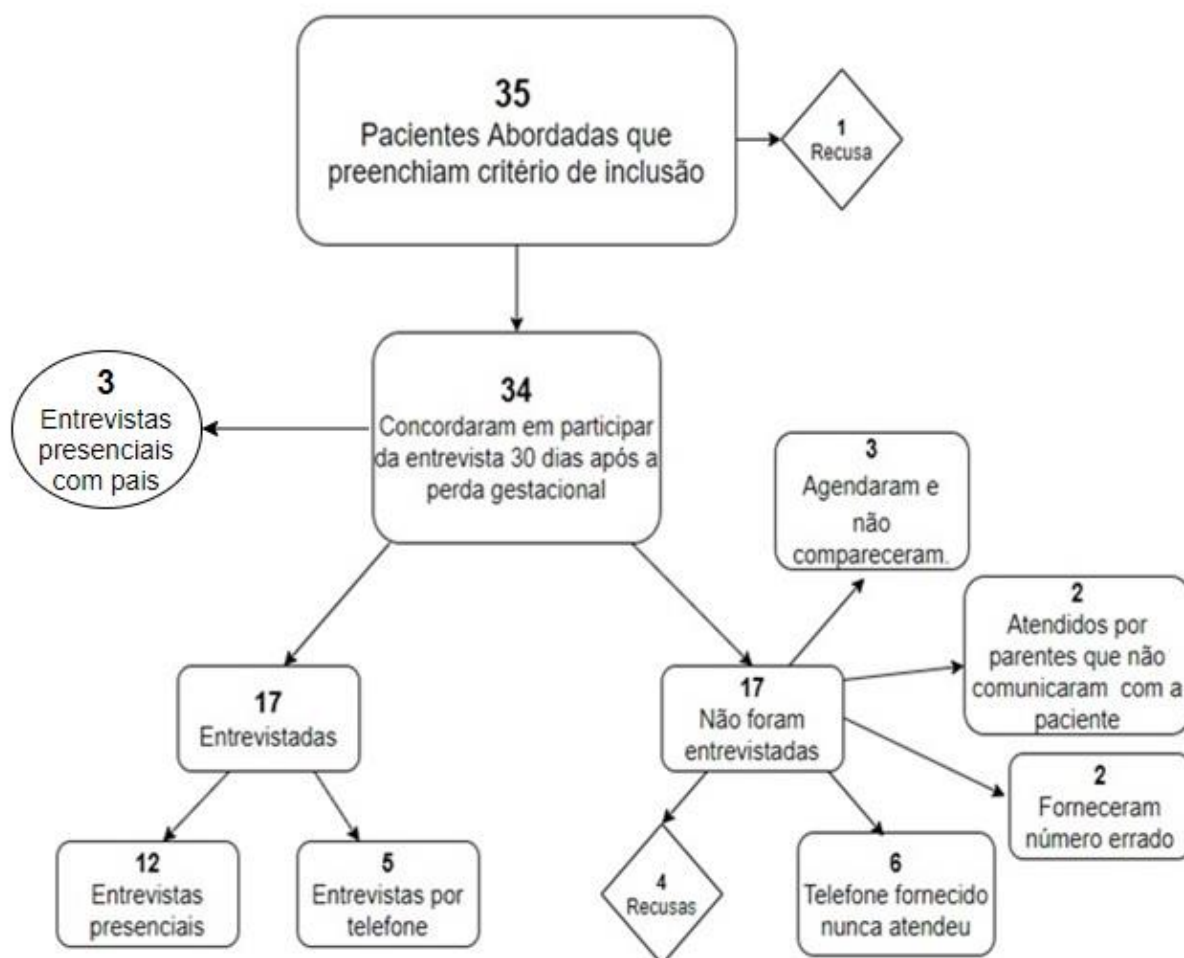 35
Pacientes Abordadas que
preenchiam critério de inclusão
1
Recusa
34
Concordaram em participar
da entrevista 30 dias após a
perda gestacional
3
Entrevistas
presenciais
com pais
3
Agendaram e
não
compareceram.
2
Atendidos por
parentes que não
comunicaram com a
paciente
17
Entrevistadas
17
Não foram
entrevistadas
2
Forneceram
número errado
12
Entrevistas
presenciais
5
Entrevistas por
telefone
4
Recusas
6
Telefone fornecido
nunca atendeu